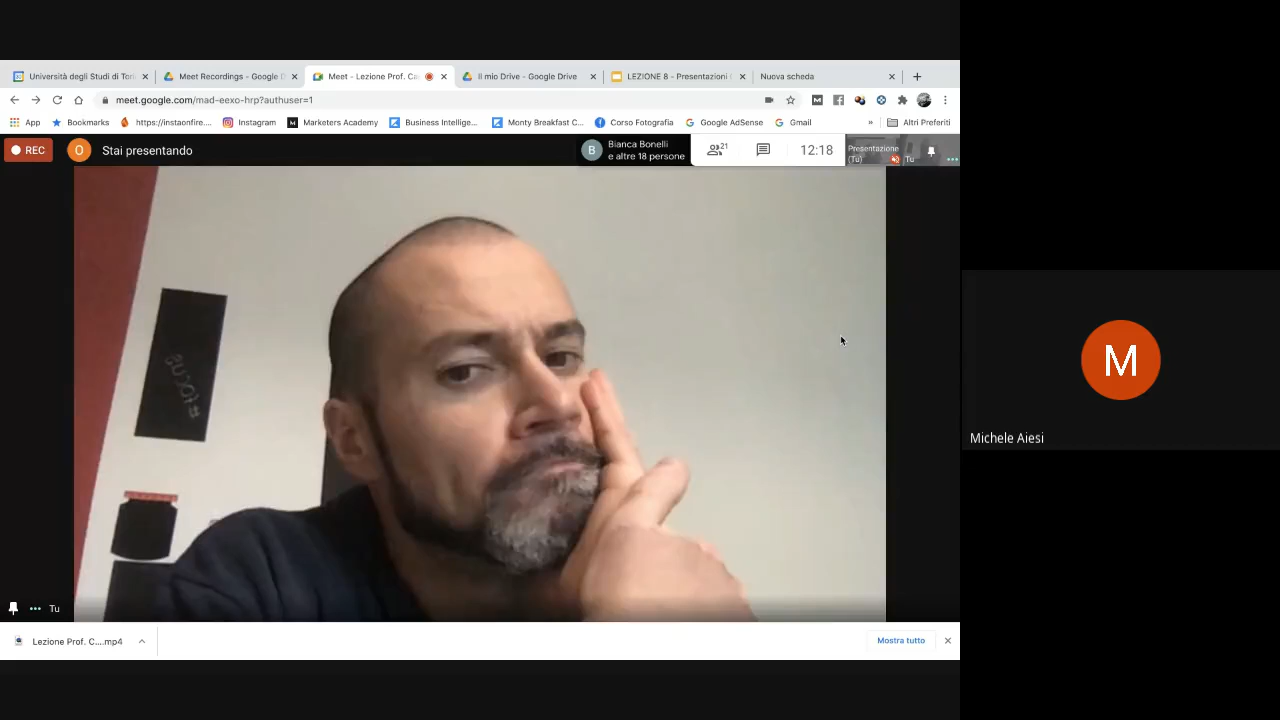 Università degli Studi di Tori
Meet Recordings - Google D
Meet - Lezione Prof. Ca
Il mio Drive - Google Drive
LEZIONE 8 - Presentazioni
Nuova scheda
meet.google.com/mad-eexo-hrp?authuser=1
App
Bookmarks
https://instaonfire....
Instagram
Marketers Academy
Business Intellige...
Monty Breakfast C...
Corso Fotografia
Google AdSense
Gmail
»
Altri Preferiti
REC
O
Stai presentando
B
Bianca Bonelli
e altre 18 persone
21
12:18
Presentazione
(Tu)
Tu
#focus
M
Michele Aiesi
Tu
Lezione Prof. C....mp4
Mostra tutto